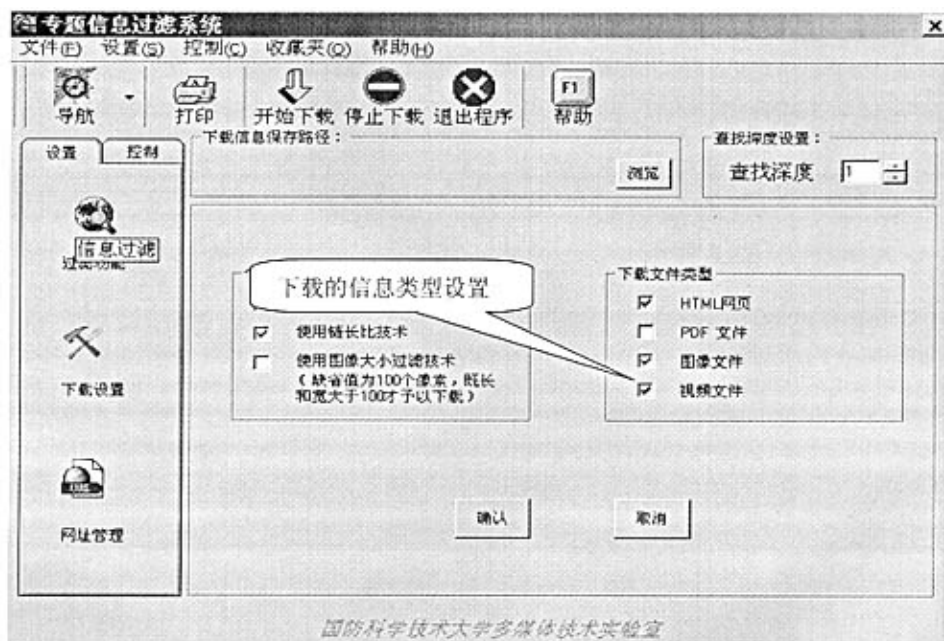 专题信息过滤系统
文件(F) 设置(S) 控制(C) 收藏夹(O) 帮助(H)
导航 打印 开始下载 停止下载 退出程序 F1 帮助
设置 控制
下载信息保存路径：
浏览
查找深度设置：
查找深度 1
信息过滤
过滤功能
下载设置
网址管理
下载的信息类型设置
使用链长比技术
使用图像大小过滤技术
（缺省值为100个像素，既长
和宽大于100才予以下载）
下载文件类型
HTML网页
PDF 文件
图像文件
视频文件
确认 取消
国防科学技术大学多媒体技术实验室